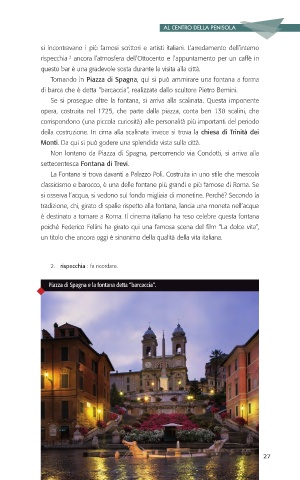 AL CENTRO DELLA PENISOLA
si incontravano i più famosi scrittori e artisti italiani. L'arredamento dell'interno
rispecchia 2 ancora l'atmosfera dell'Ottocento e l'appuntamento per un caffè in
questo bar è una gradevole sosta durante la visita alla città.
Tornando in Piazza di Spagna, qui si può ammirare una fontana a forma
di barca che è detta "barcaccia", realizzata dallo scultore Pietro Bernini.
Se si prosegue oltre la fontana, si arriva alla scalinata. Questa imponente
opera, costruita nel 1725, che parte dalla piazza, conta ben 138 scalini, che
corrispondono (una piccola curiosità) alle personalità più importanti del periodo
della costruzione. In cima alla scalinata invece si trova la chiesa di Trinità dei
Monti. Da qui si può godere una splendida vista sulla città.
Non lontano da Piazza di Spagna, percorrendo via Condotti, si arriva alla
settecentesca Fontana di Trevi.
La Fontana si trova davanti a Palazzo Poli. Costruita in uno stile che mescola
classicismo e barocco, è una delle fontane più grandi e più famose di Roma. Se
si osserva l'acqua, si vedono sul fondo migliaia di monetine. Perché? Secondo la
tradizione, chi, girato di spalle rispetto alla fontana, lancia una moneta nell'acqua
è destinato a tornare a Roma. Il cinema italiano ha reso celebre questa fontana
poiché Federico Fellini ha girato qui una famosa scena del film "La dolce vita",
un titolo che ancora oggi è sinonimo della qualità della vita italiana.
2. rispecchia : fa ricordare.
Piazza di Spagna e la fontana detta "barcaccia".
27